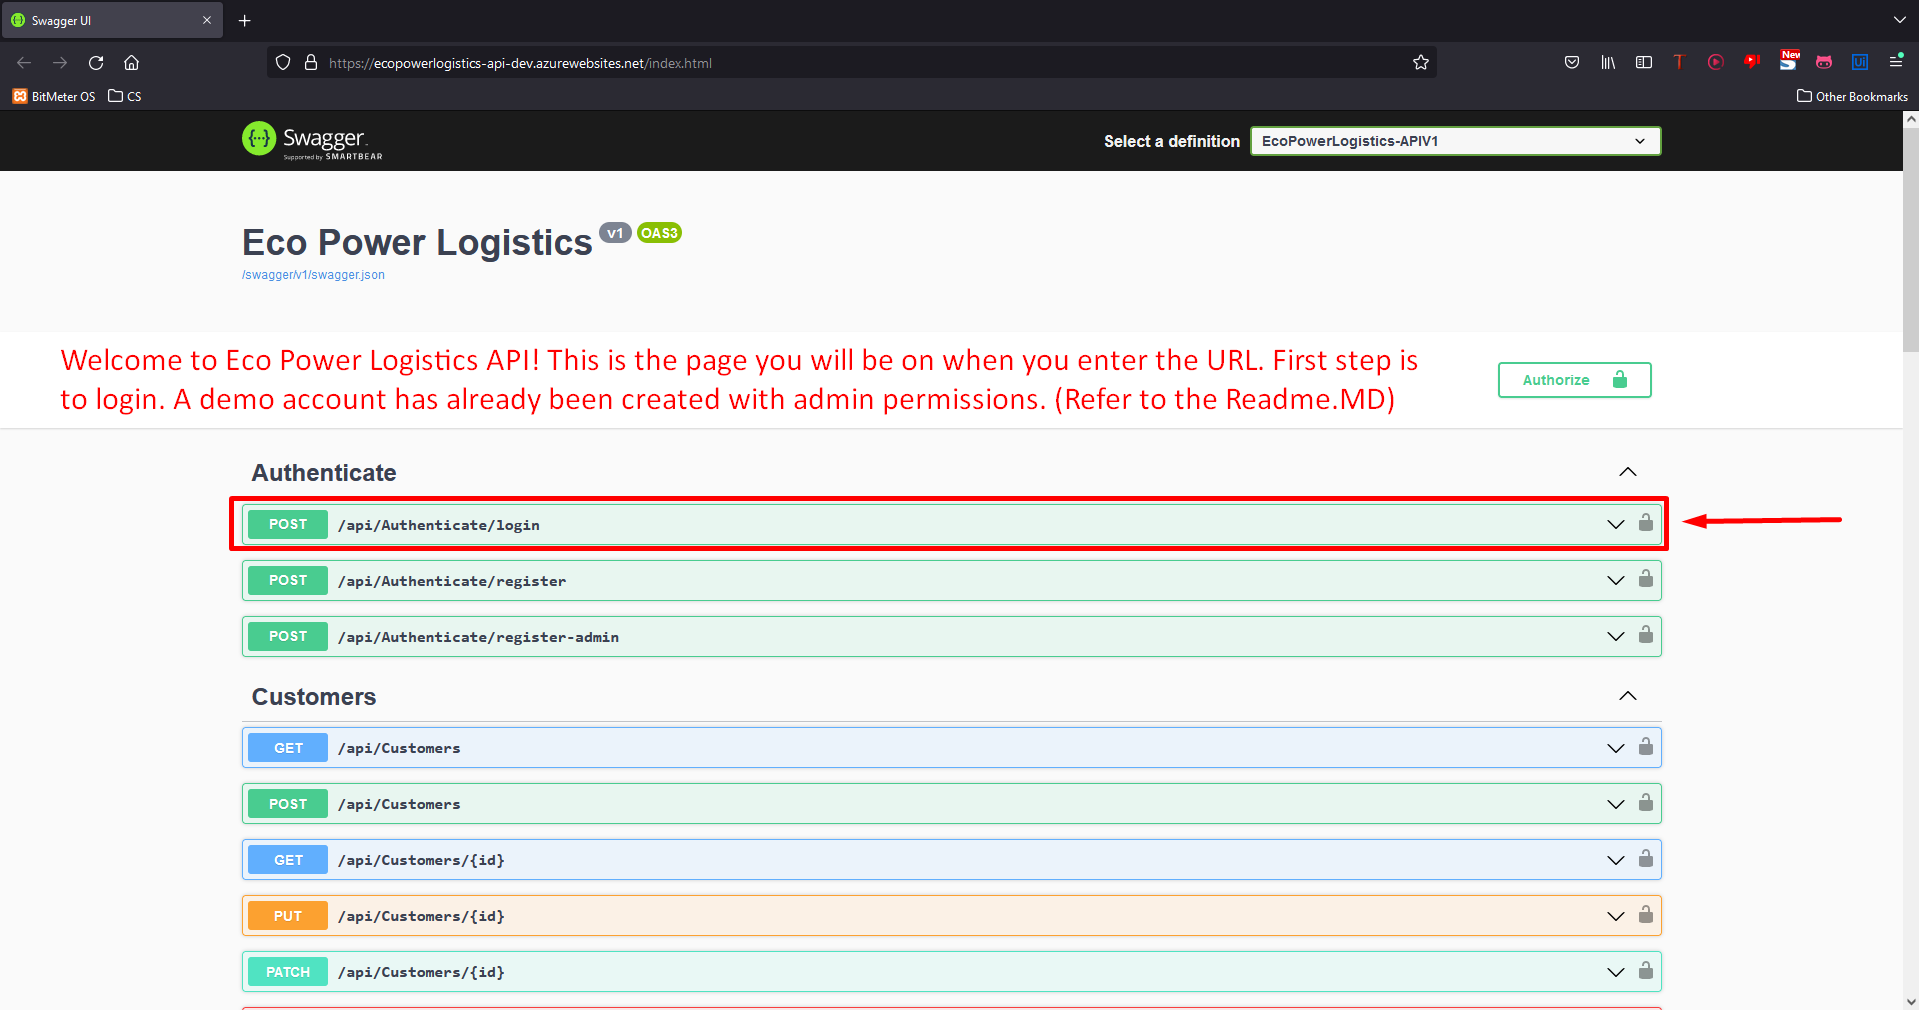 Swagger UI
https://ecopowerlogistics-api-dev.azurewebsites.net/index.html
T
New
S
Ui
BitMeter OS
CS
Other Bookmarks
{··} Swagger
Supported by SMARTBEAR
Select a definition
EcoPowerLogistics-APIV1
Eco Power Logistics v1 OAS3
/swagger/v1/swagger.json
Welcome to Eco Power Logistics API! This is the page you will be on when you enter the URL. First step is
to login. A demo account has already been created with admin permissions. (Refer to the Readme.MD)
Authorize
Authenticate
POST /api/Authenticate/login
POST /api/Authenticate/register
POST /api/Authenticate/register-admin
Customers
GET /api/Customers
POST /api/Customers
GET /api/Customers/{id}
PUT /api/Customers/{id}
PATCH /api/Customers/{id}